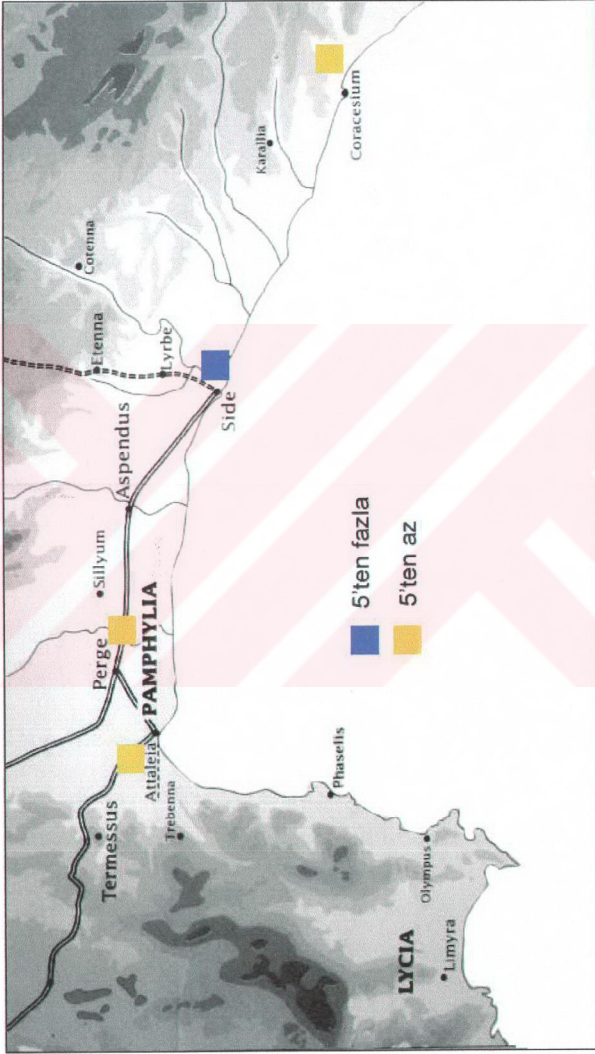 Cotenna
Etenna
Lyrbe
Karallia
Coracesium
Side
Aspendus
Sillyum
Perge
PAMPHYLIA
Attaleia
Termessus
Trebenna
Phaselis
Olympus
LYCIA
Limyra
5'ten fazla
5'ten az